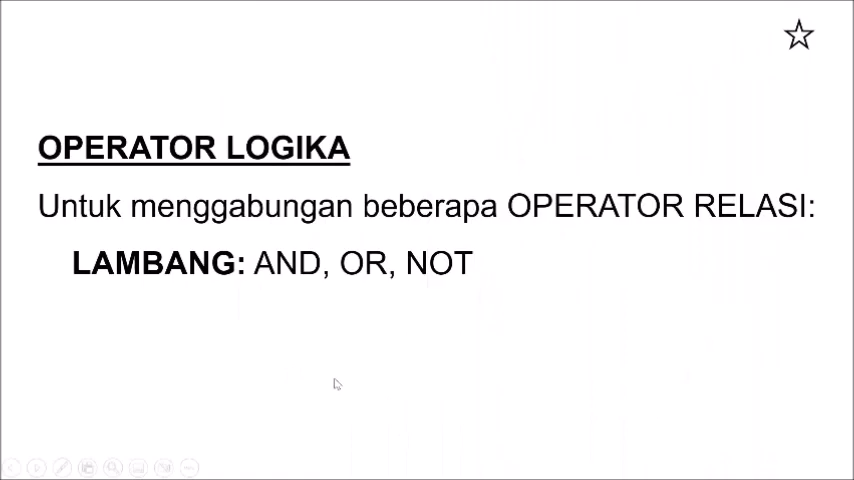 OPERATOR LOGIKA
Untuk menggabungan beberapa OPERATOR RELASI:
LAMBANG: AND, OR, NOT